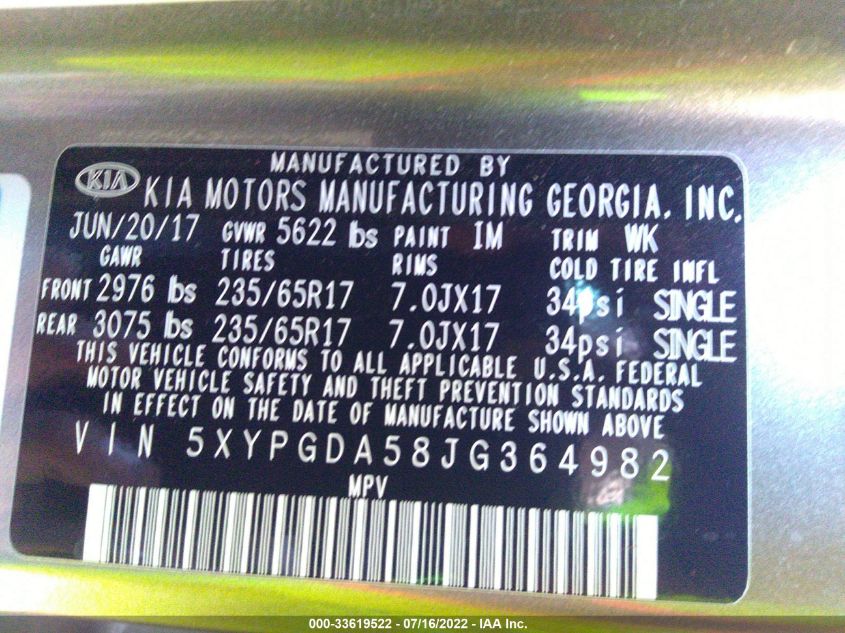 MANUFACTURED BY
KIA KIA MOTORS MANUFACTURING GEORGIA, INC.
JUN/20/17 GVWR 5622 lbs PAINT IM TRIM WK
GAWR TIRES RIMS COLD TIRE INFL
FRONT 2976 lbs 235/65R17 7.0JX17 34psi SINGLE
REAR 3075 lbs 235/65R17 7.0JX17 34psi SINGLE
THIS VEHICLE CONFORMS TO ALL APPLICABLE U.S.A. FEDERAL
MOTOR VEHICLE SAFETY AND THEFT PREVENTION STANDARDS
IN EFFECT ON THE DATE OF MANUFACTURE SHOWN ABOVE
VIN 5XYPGDA58JG364982
MPV
000-33619522 - 07/16/2022 - IAA Inc.